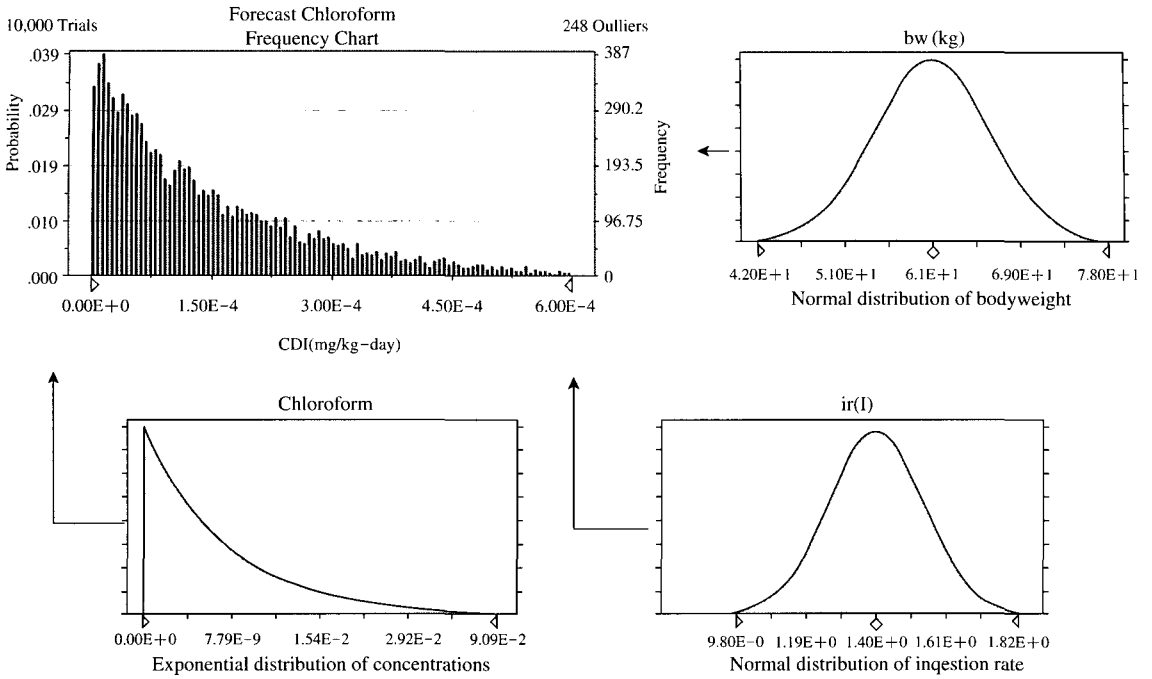 10,000 Trials
Forecast Chloroform
Frequency Chart
248 Oulliers
.039
.029
.019
.010
.000
Probability
387
290.2
193.5
96.75
0
Frequency
0.00E+0 1.50E-4 3.00E-4 4.50E-4 6.00E-4
CDI(mg/kg-day)
bw (kg)
4.20E+1 5.10E+1 6.1E+1 6.90E+1 7.80E+1
Normal distribution of bodyweight
Chloroform
0.00E+0 7.79E-9 1.54E-2 2.92E-2 9.09E-2
Exponential distribution of concentrations
ir(I)
9.80E-0 1.19E+0 1.40E+0 1.61E+0 1.82E+0
Normal distribution of inqestion rate